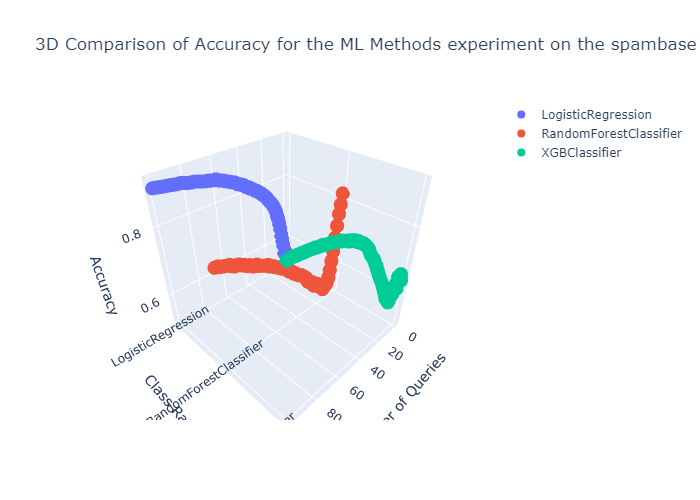 3D Comparison of Accuracy for the ML Methods experiment on the spambase
LogisticRegression
RandomForestClassifier
XGBClassifier
0.8
0.6
Accuracy
LogisticRegression
RandomForestClassifier
0
20
40
60
80
of Queries